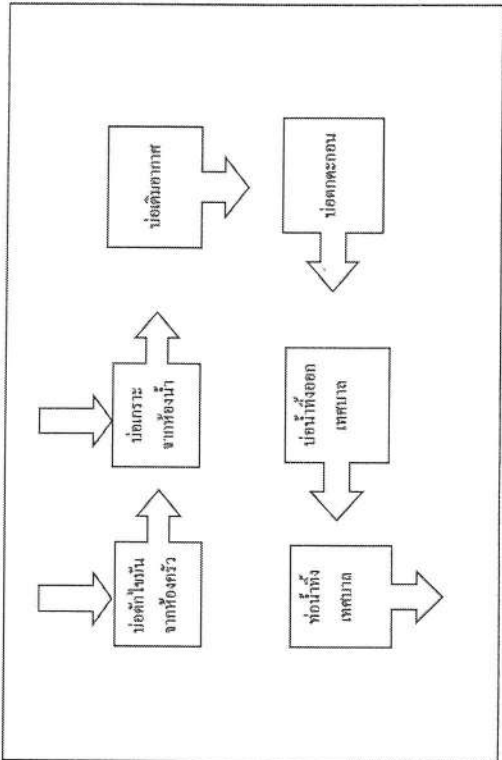 บ่อดักไขมัน
จากห้องครัว
บ่อเกราะ
จากห้องน้ำ
บ่อเติมอากาศ
บ่อตกตะกอน
บ่อน้ำทิ้งออก
เทศบาล
ท่อน้ำทิ้ง
เทศบาล